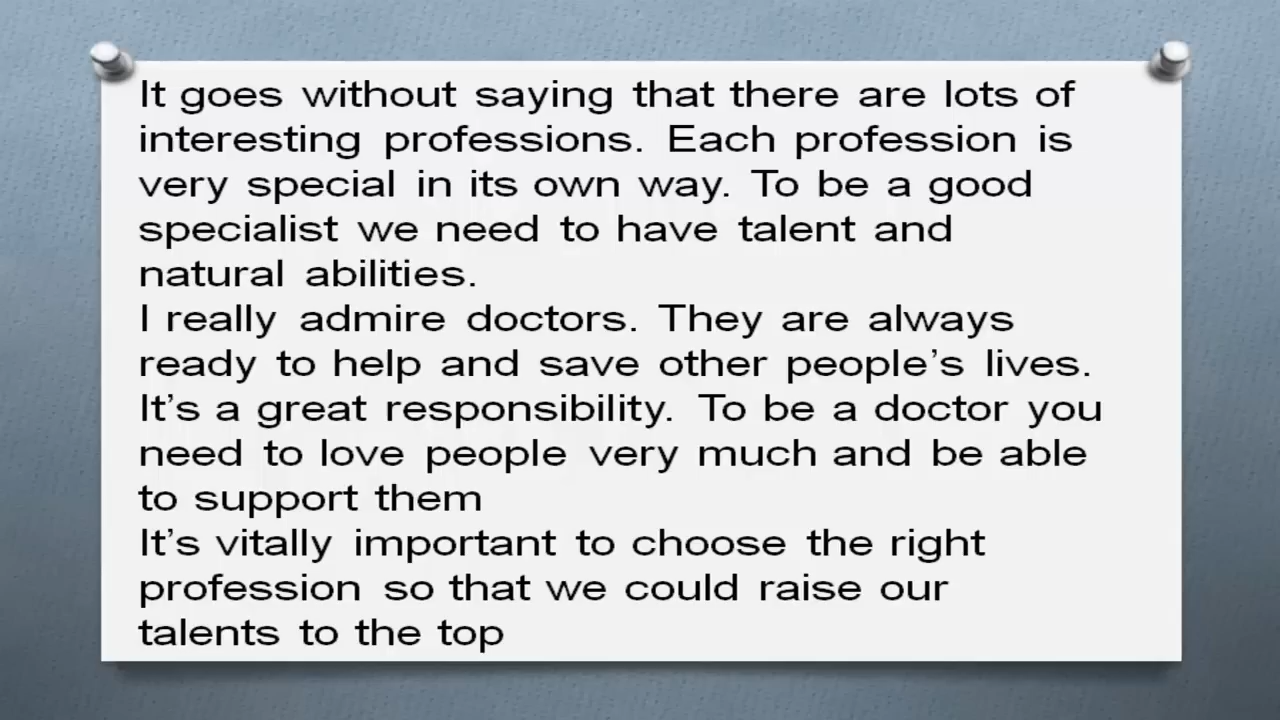 It goes without saying that there are lots of
interesting professions. Each profession is
very special in its own way. To be a good
specialist we need to have talent and
natural abilities.
I really admire doctors. They are always
ready to help and save other people’s lives.
It’s a great responsibility. To be a doctor you
need to love people very much and be able
to support them
It’s vitally important to choose the right
profession so that we could raise our
talents to the top